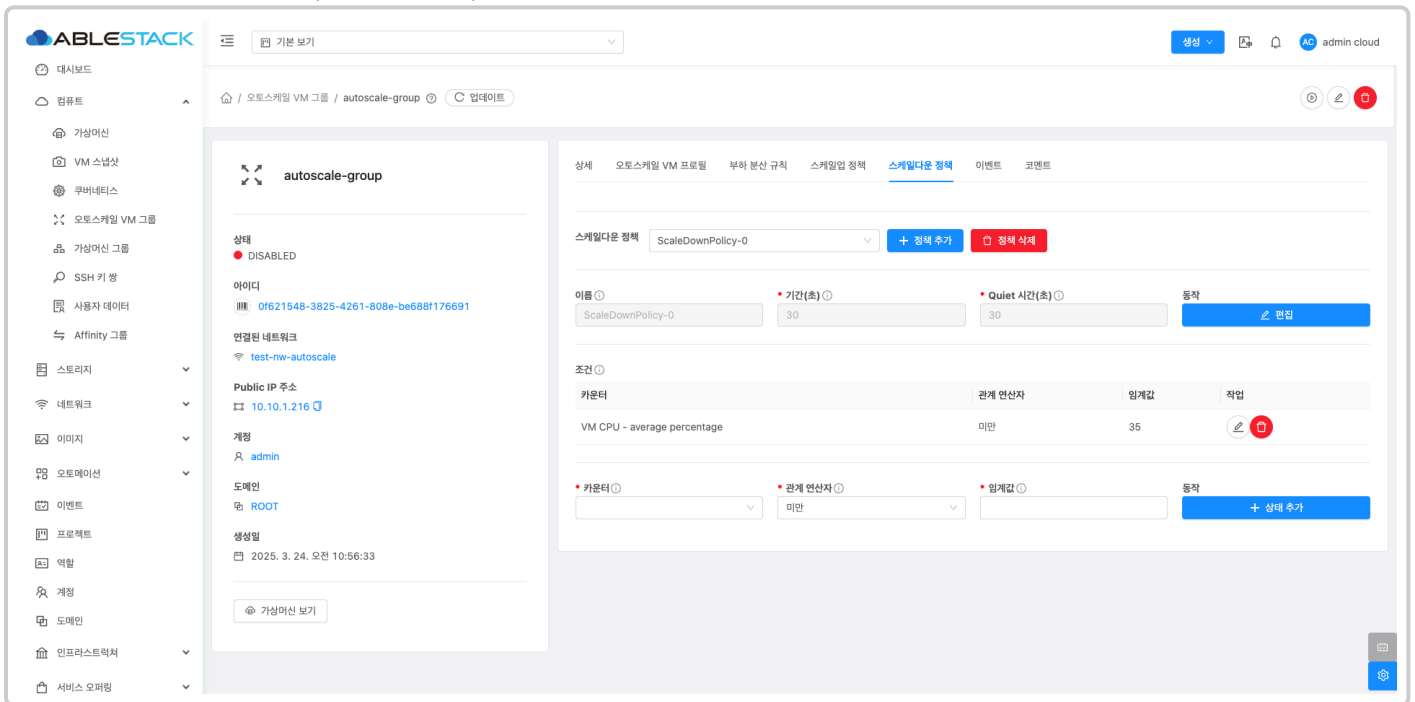 ABLESTACK
기본 보기
생성
AC
admin cloud
대시보드
컴퓨트
가상머신
VM 스냅샷
쿠버네티스
오토스케일 VM 그룹
가상머신 그룹
SSH 키 쌍
사용자 데이터
Affinity 그룹
스토리지
네트워크
이미지
오토메이션
이벤트
프로젝트
역할
계정
도메인
인프라스트럭쳐
서비스 오퍼링
/ 오토스케일 VM 그룹 / autoscale-group
업데이트
autoscale-group
상태
DISABLED
아이디
0f621548-3825-4261-808e-be688f176691
연결된 네트워크
test-nw-autoscale
Public IP 주소
10.10.1.216
계정
admin
도메인
ROOT
생성일
2025. 3. 24. 오전 10:56:33
가상머신 보기
상세 오토스케일 VM 프로필 부하 분산 규칙 스케일업 정책 스케일다운 정책 이벤트 코멘트
스케일다운 정책 ScaleDownPolicy-0 + 정책 추가 정책 삭제
이름 * 기간(초) * Quiet 시간(초) 동작
ScaleDownPolicy-0 30 30 편집
조건
카운터 관계 연산자 임계값 작업
VM CPU - average percentage 미만 35
* 카운터 * 관계 연산자 * 임계값 동작
미만 + 상태 추가